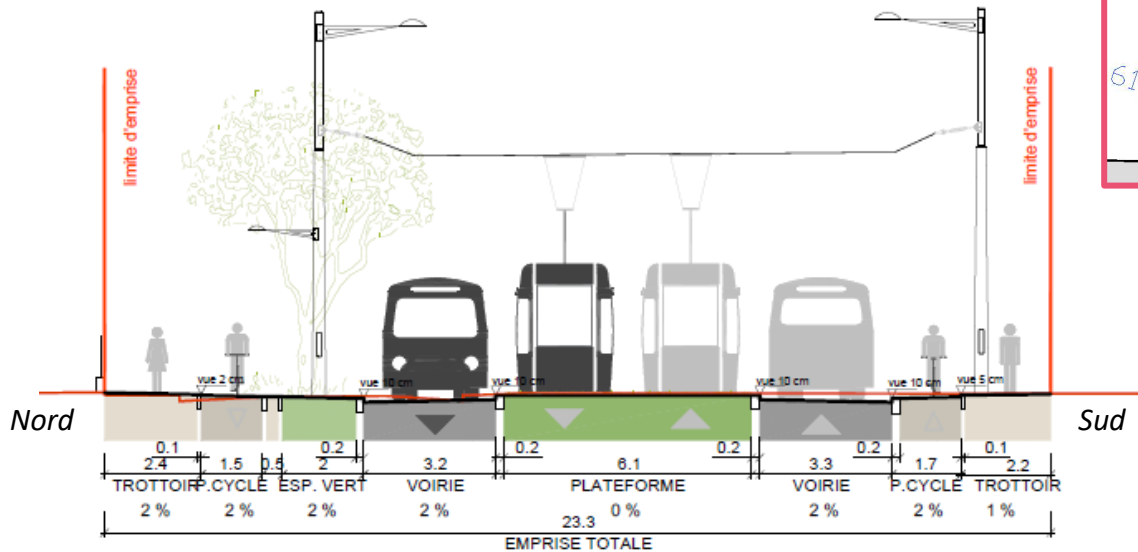 61
limite d'emprise
limite d'emprise
vue 2 cm vue 10 cm vue 10 cm vue 10 cm vue 10 cm vue 5 cm
Nord Sud
0.1 0.2 0.2 0.2 0.2 0.1
2.4 1.5 0.5 2 3.2 6.1 3.3 1.7 2.2
TROTTOIR P.CYCLE ESP. VERT VOIRIE PLATEFORME VOIRIE P.CYCLE TROTTOIR
2 % 2 % 2 % 2 % 0 % 2 % 2 % 1 %
23.3
EMPRISE TOTALE